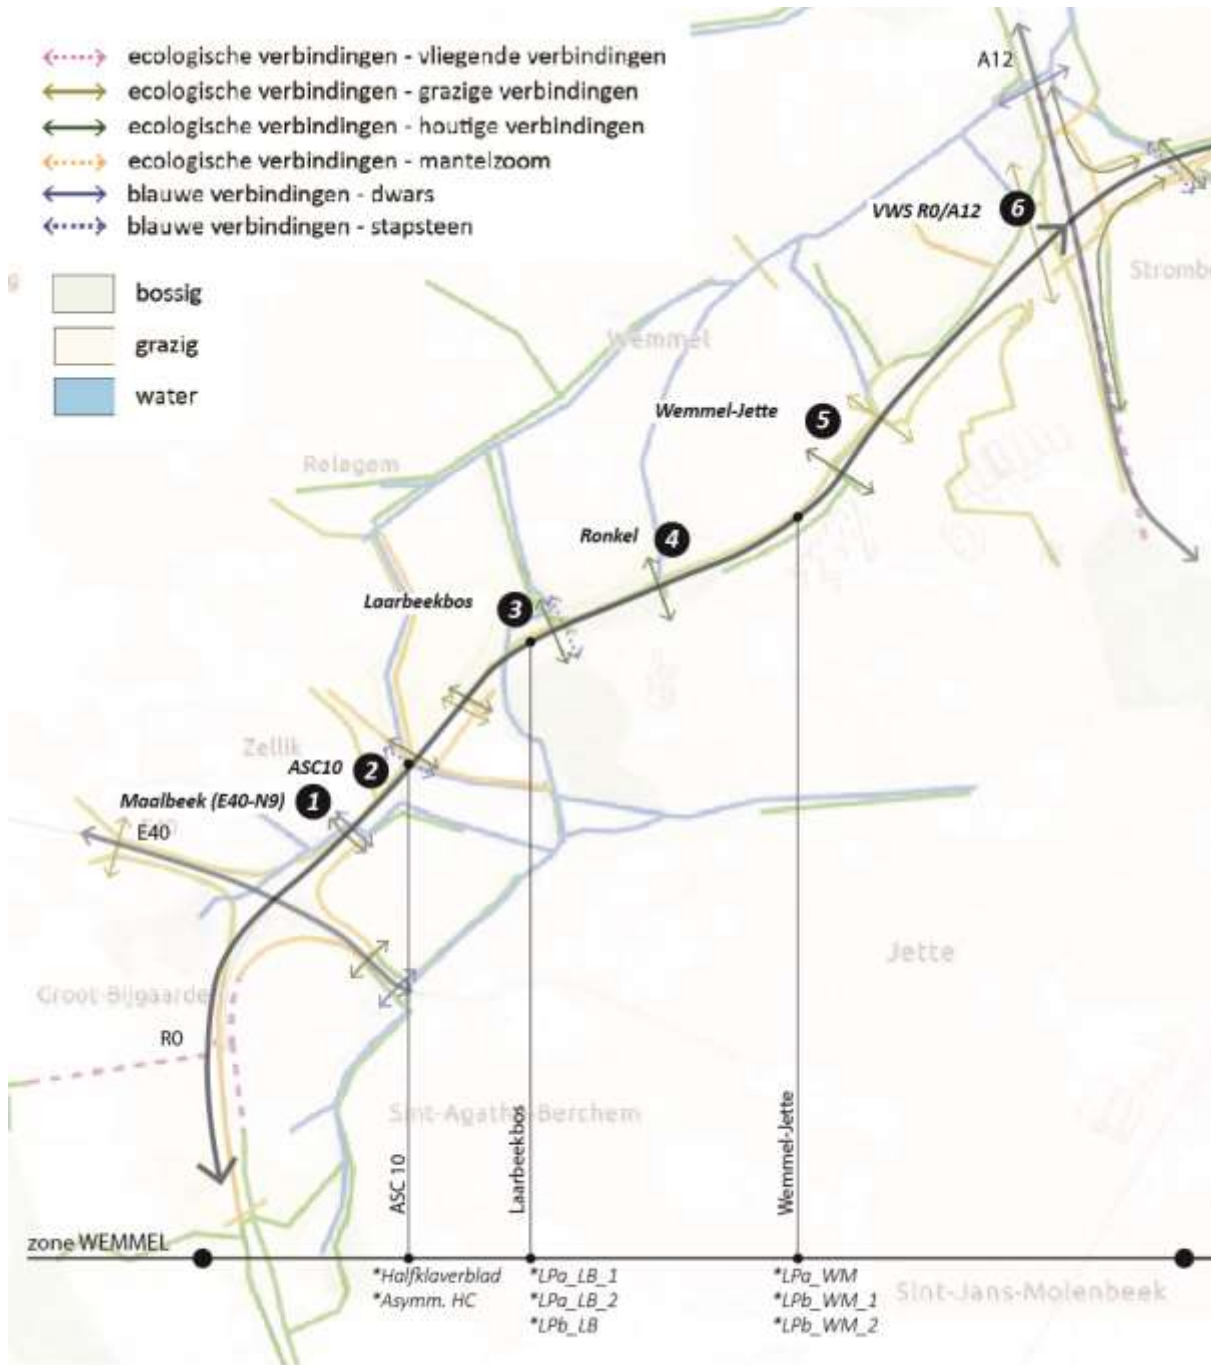 ecologische verbindingen - vliegende verbindingen
ecologische verbindingen - grazige verbindingen
ecologische verbindingen - houtige verbindingen
ecologische verbindingen - mantelzoom
blauwe verbindingen - dwars
blauwe verbindingen - stapsteen
bossig
grazig
water
A12
VWS R0/A12 6
Wemmel
Wemmel-Jette 5
Relegem
Ronkel 4
Laarbeekbos 3
Zellik
ASC10 2
Maalbeek (E40-N9) 1
E40
Jette
Groot-Bijgaarde
R0
Sint-Agatha-Berchem
ASC 10
Laarbeekbos
Wemmel-Jette
zone WEMMEL
*Halfklaverblad
*Asymm. HC
*LPa_LB_1
*LPa_LB_2
*LPb_LB
*LPa_WM
*LPb_WM_1
*LPb_WM_2
Sint-Jans-Molenbeek